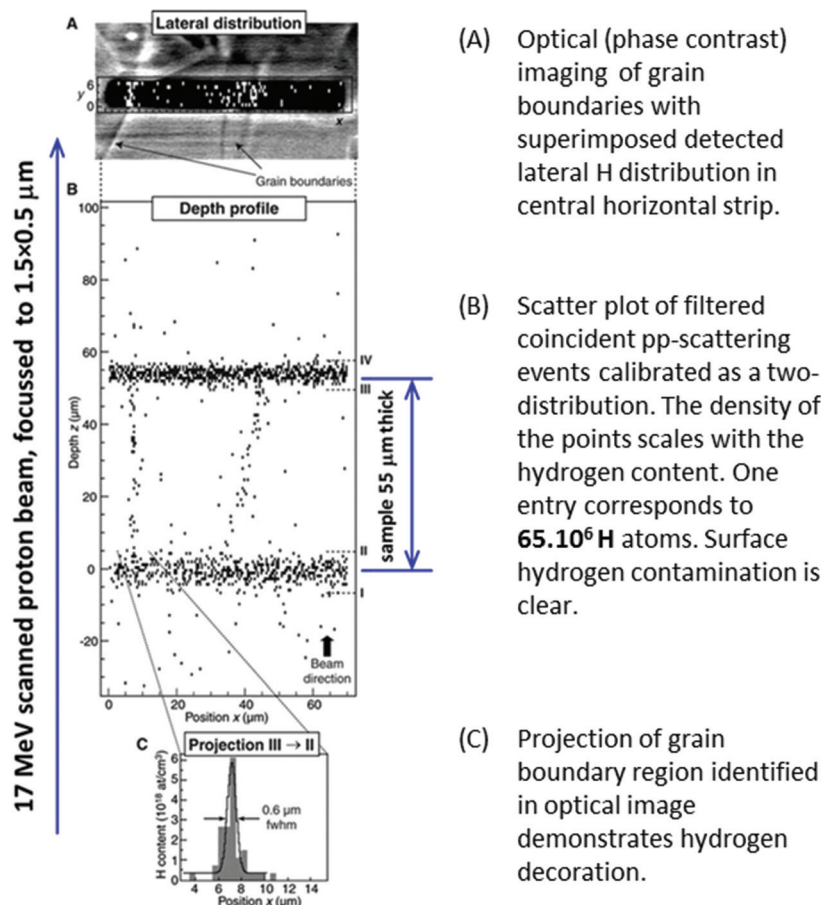 A
Lateral distribution
y
6
0
x
Grain boundaries
17 MeV scanned proton beam, focussed to 1.5×0.5 μm
B
Depth profile
100
80
60
40
20
0
-20
Depth z (μm)
IV
III
II
I
sample 55 μm thick
Beam
direction
0 20 40 60
Position x (μm)
C
Projection III → II
6
5
4
3
2
1
0
H content (10¹⁸ at/cm³)
0.6 μm
fwhm
4 6 8 10 12 14
Position x (μm)
(A) Optical (phase contrast)
imaging of grain
boundaries with
superimposed detected
lateral H distribution in
central horizontal strip.
(B) Scatter plot of filtered
coincident pp-scattering
events calibrated as a two-
distribution. The density of
the points scales with the
hydrogen content. One
entry corresponds to
65.10⁶ H atoms. Surface
hydrogen contamination is
clear.
(C) Projection of grain
boundary region identified
in optical image
demonstrates hydrogen
decoration.